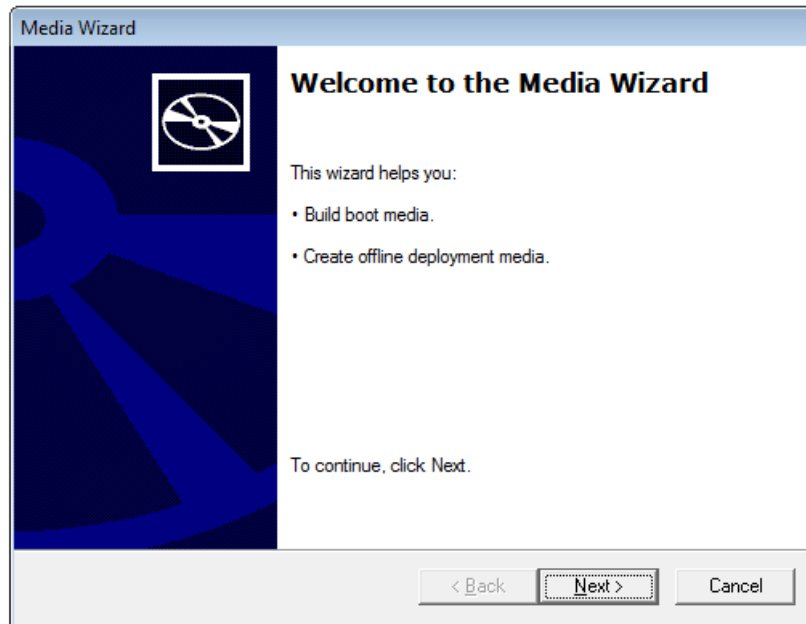 Media Wizard
Welcome to the Media Wizard
This wizard helps you:
• Build boot media.
• Create offline deployment media.
To continue, click Next.
< Back
Next >
Cancel